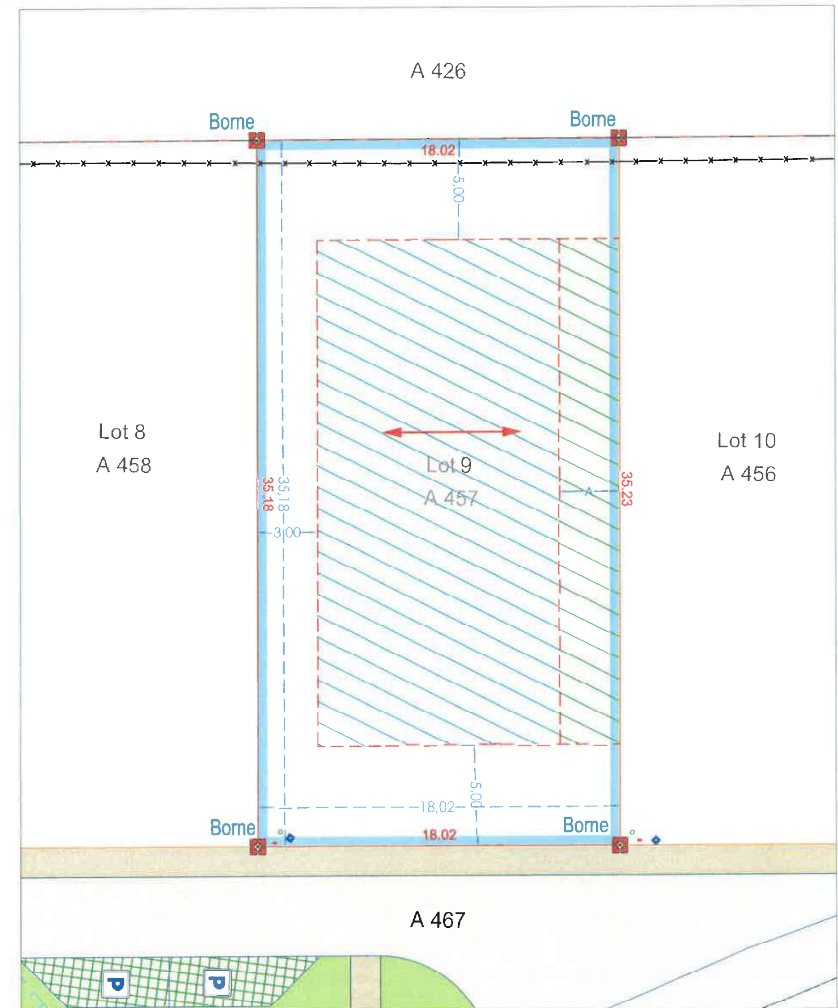 A 426
Borne
Borne
18.02
5,00
Lot 8
A 458
Lot 9
A 457
Lot 10
A 456
35,18
35,18
A
35,23
3,00
5,00
18,02
Borne
18.02
Borne
A 467
P
P